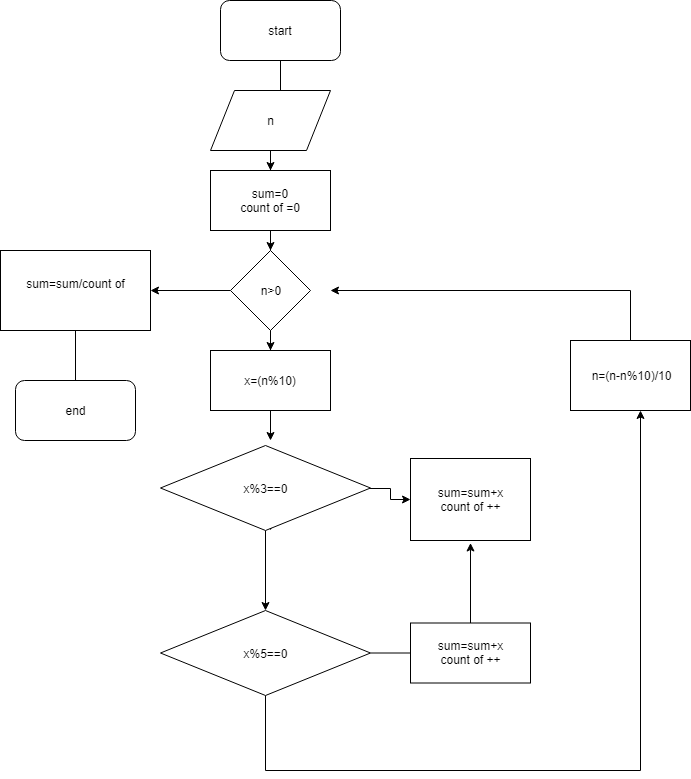 start
n
sum=0
count of =0
n>0
sum=sum/count of
x=(n%10)
n=(n-n%10)/10
end
x%3==0
sum=sum+x
count of ++
x%5==0
sum=sum+x
count of ++